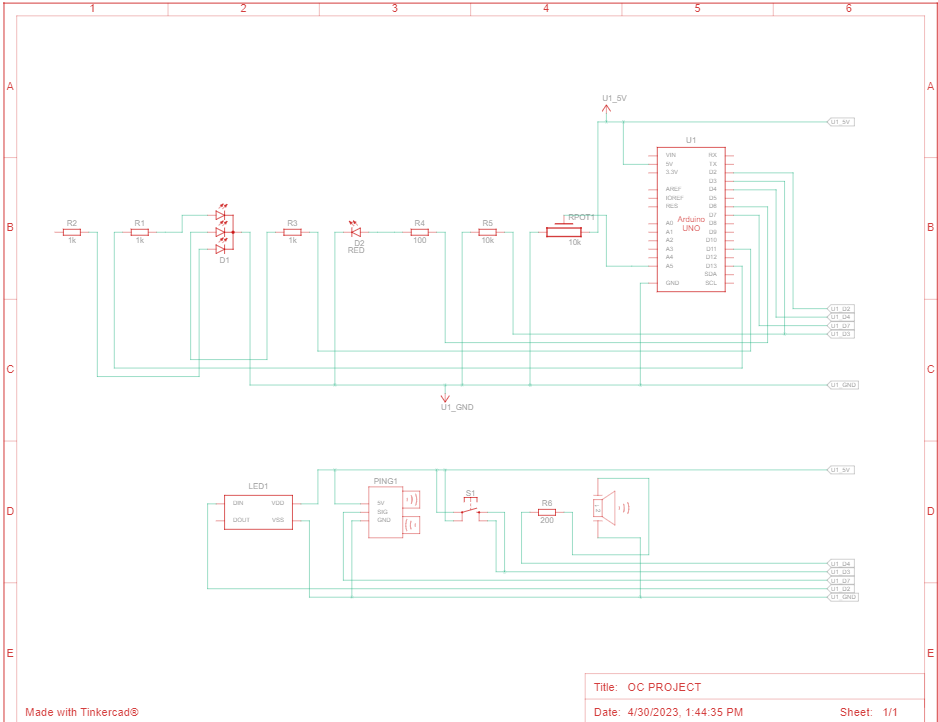 1 2 3 4 5 6
A A
U1_5V
U1_5V
U1
VIN RX
5V TX
3.3V D2
D3
AREF D4
IOREF D5
RES D6
D7
A0 D8
A1 D9
A2 D10
A3 D11
A4 D12
A5 D13
SDA
GND SCL
Arduino
UNO
B B
R2
1k
R1
1k
D1
R3
1k
D2
RED
R4
100
R5
10k
RPOT1
10k
U1_D2
U1_D4
U1_D7
U1_D3
C C
U1_GND
U1_GND
U1_5V
D D
LED1
DIN VDD
DOUT VSS
PING1
5V
SIG
GND
S1
R6
200
U1_D4
U1_D3
U1_D7
U1_D2
U1_GND
E E
Title: OC PROJECT
Made with Tinkercad®
Date: 4/30/2023, 1:44:35 PM Sheet: 1/1